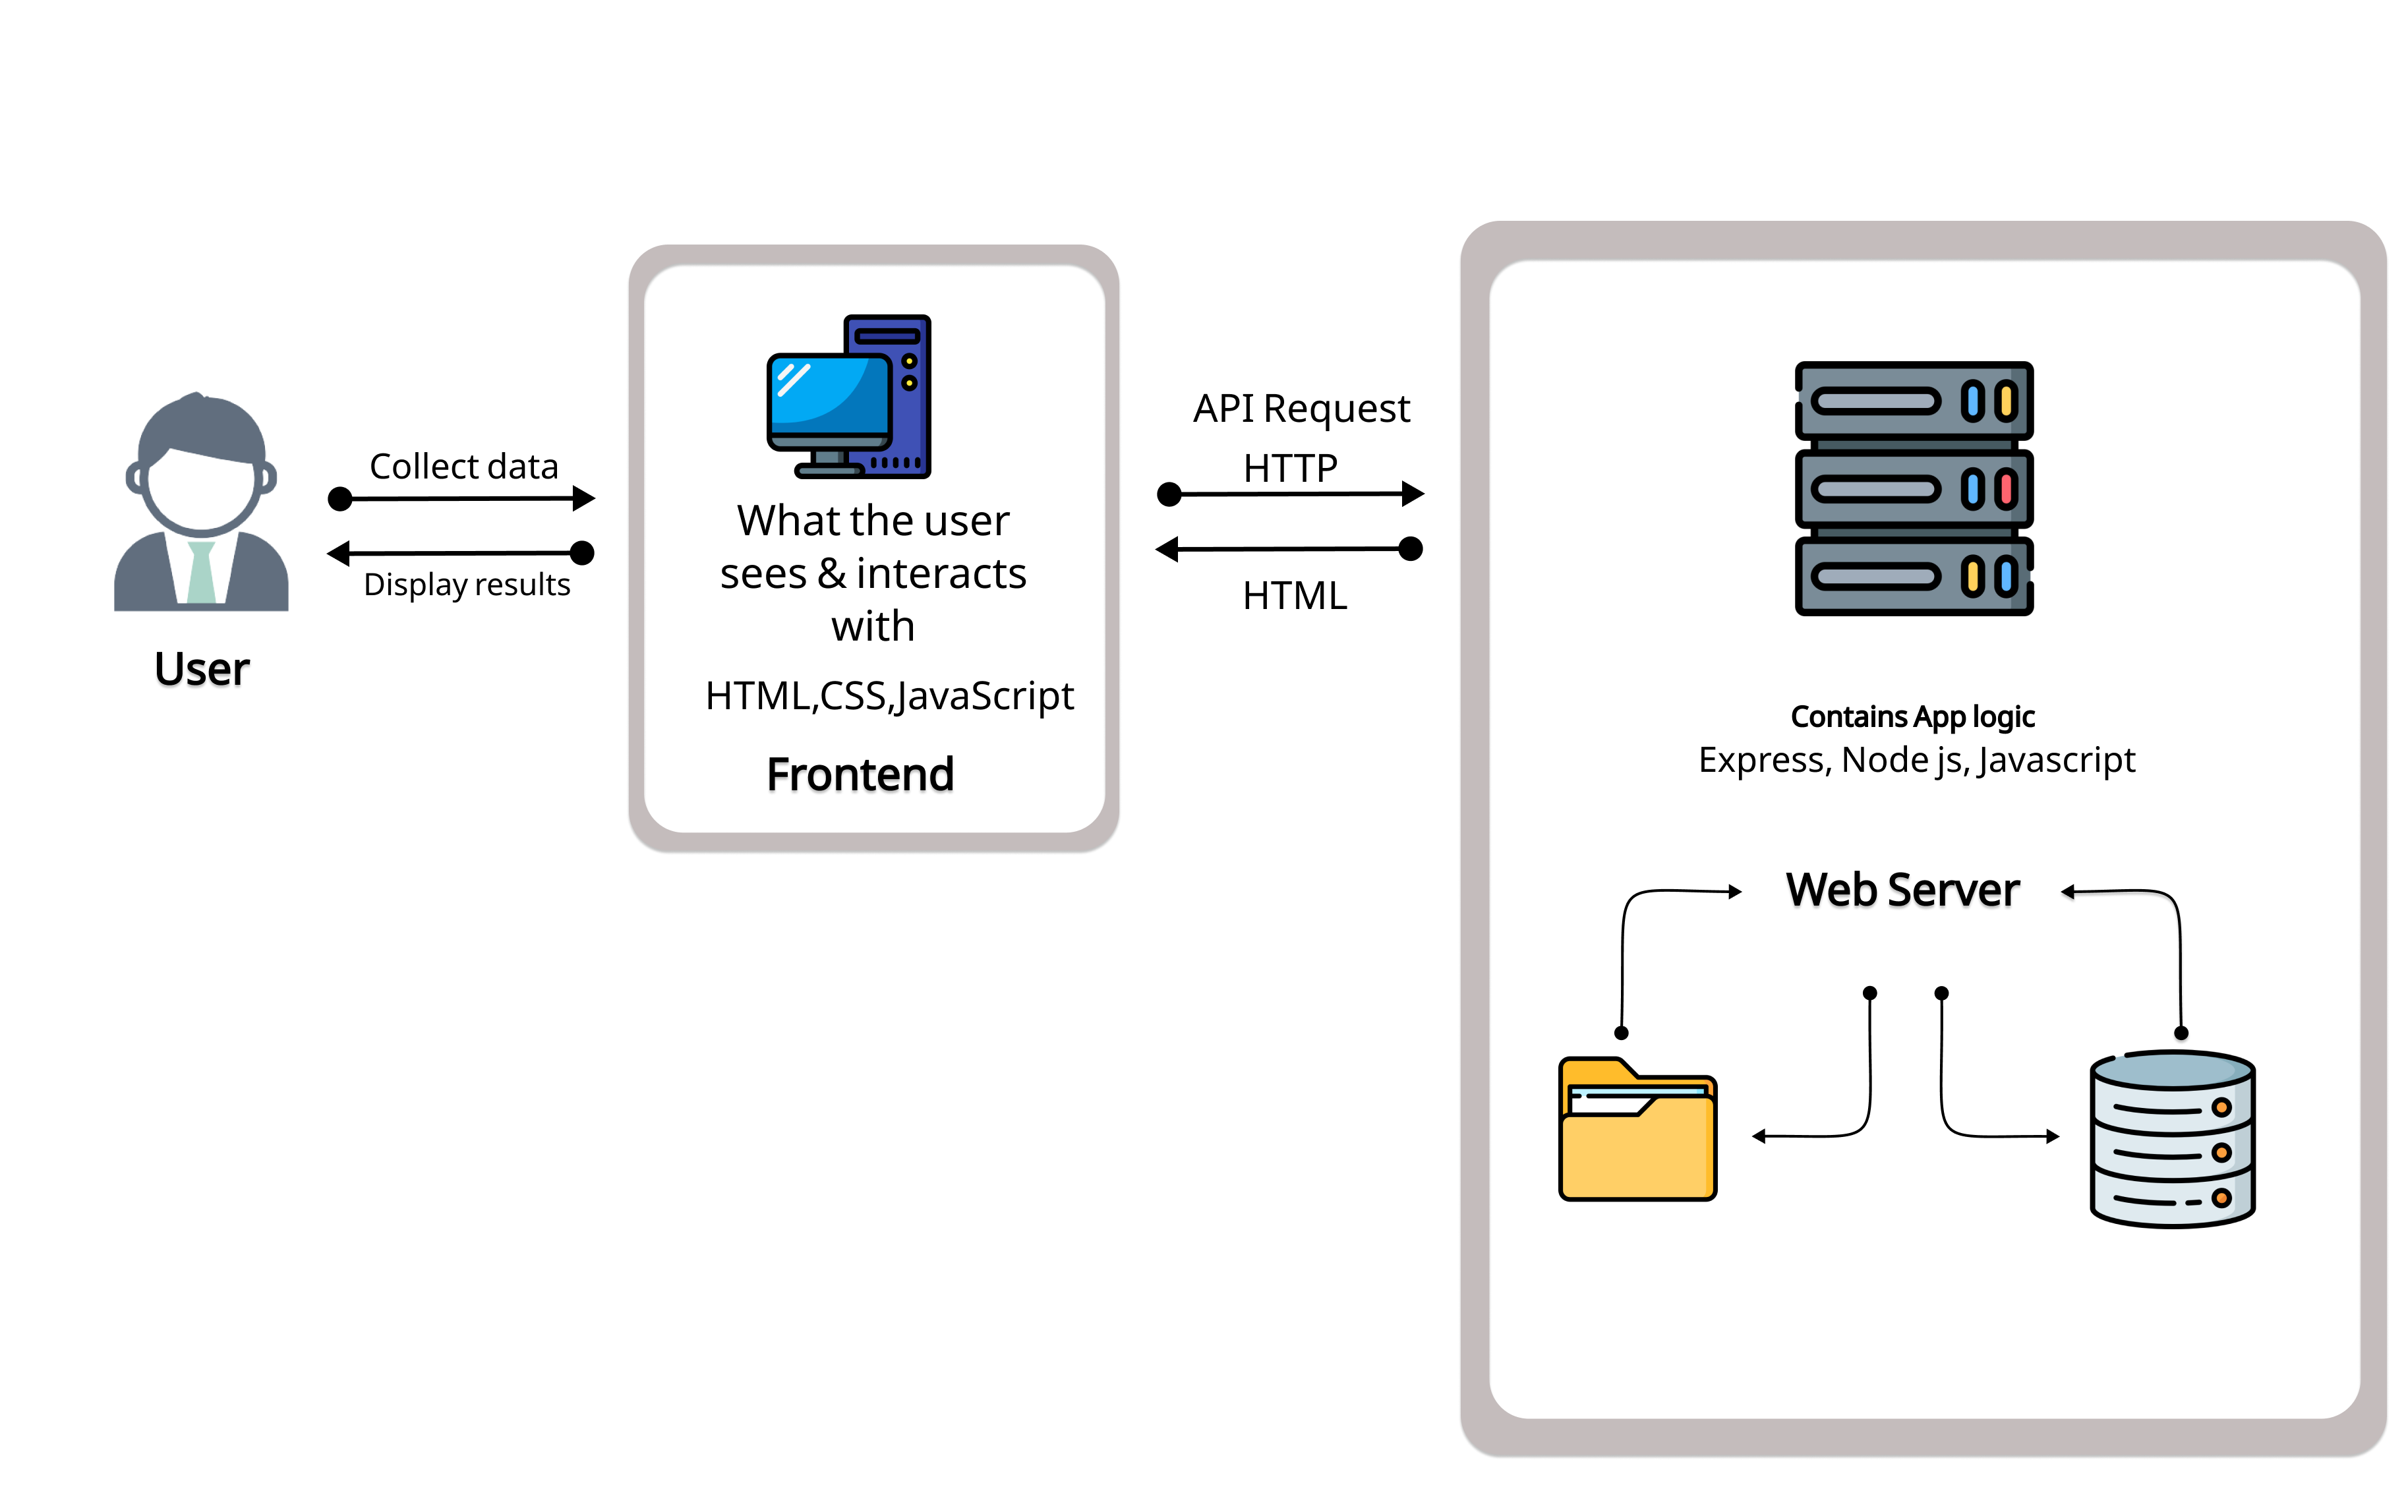 User
Collect data
Display results
What the user
sees & interacts
with
HTML,CSS,JavaScript
Frontend
API Request
HTTP
HTML
Contains App logic
Express, Node js, Javascript
Web Server